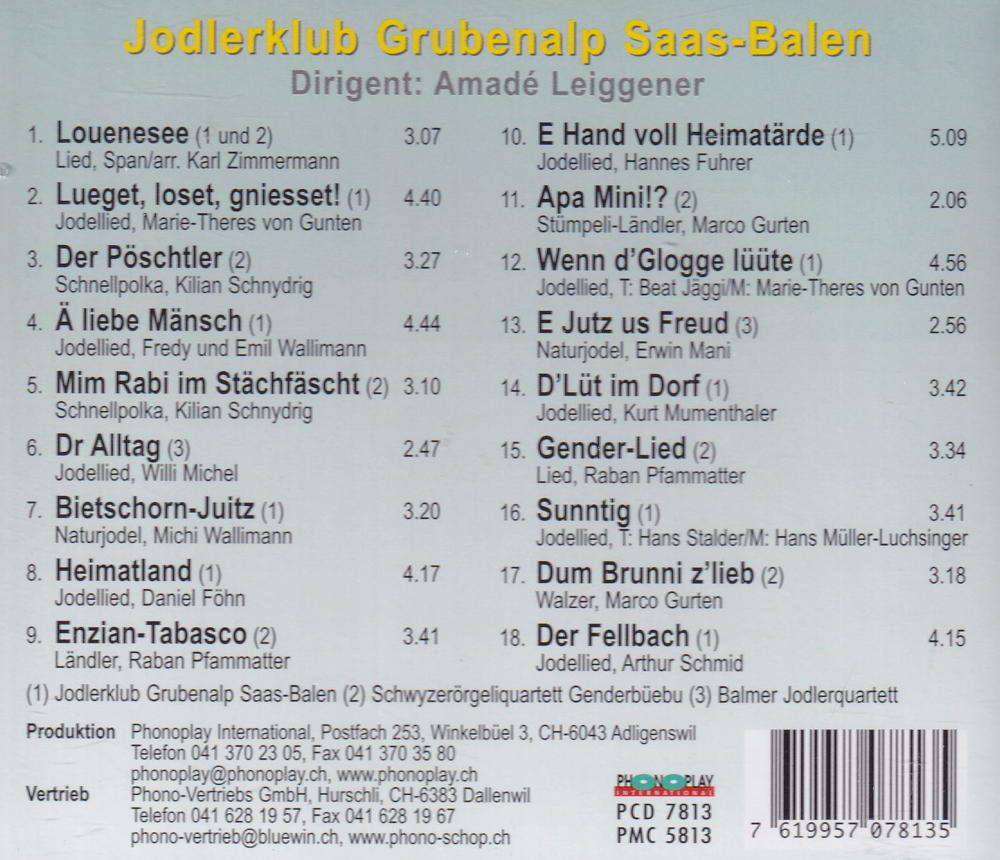 Jodlerklub Grubenalp Saas-Balen
Dirigent: Amadé Leiggener
1. Louenesee (1 und 2) 3.07
Lied, Span/arr. Karl Zimmermann
2. Lueget, loset, gniesset! (1) 4.40
Jodellied, Marie-Theres von Gunten
3. Der Pöschtler (2) 3.27
Schnellpolka, Kilian Schnydrig
4. Ä liebe Mänsch (1) 4.44
Jodellied, Fredy und Emil Wallimann
5. Mim Rabi im Stächfäscht (2) 3.10
Schnellpolka, Kilian Schnydrig
6. Dr Alltag (3) 2.47
Jodellied, Willi Michel
7. Bietschorn-Juitz (1) 3.20
Naturjodel, Michi Wallimann
8. Heimatland (1) 4.17
Jodellied, Daniel Föhn
9. Enzian-Tabasco (2) 3.41
Ländler, Raban Pfammatter
10. E Hand voll Heimatärde (1) 5.09
Jodellied, Hannes Fuhrer
11. Apa Mini!? (2) 2.06
Stümpeli-Ländler, Marco Gurten
12. Wenn d'Glogge lüüte (1) 4.56
Jodellied, T: Beat Jäggi/M: Marie-Theres von Gunten
13. E Jutz us Freud (3) 2.56
Naturjodel, Erwin Mani
14. D'Lüt im Dorf (1) 3.42
Jodellied, Kurt Mumenthaler
15. Gender-Lied (2) 3.34
Lied, Raban Pfammatter
16. Sunntig (1) 3.41
Jodellied, T: Hans Stalder/M: Hans Müller-Luchsinger
17. Dum Brunni z'lieb (2) 3.18
Walzer, Marco Gurten
18. Der Fellbach (1) 4.15
Jodellied, Arthur Schmid
(1) Jodlerklub Grubenalp Saas-Balen (2) Schwyzerörgeliquartett Genderbüebu (3) Balmer Jodlerquartett
Produktion Phonoplay International, Postfach 253, Winkelbüel 3, CH-6043 Adligenswil
Telefon 041 370 23 05, Fax 041 370 35 80
phonoplay@phonoplay.ch, www.phonoplay.ch
Vertrieb Phono-Vertriebs GmbH, Hurschli, CH-6383 Dallenwil
Telefon 041 628 19 57, Fax 041 628 19 67
phono-vertrieb@bluewin.ch, www.phono-schop.ch
PHONOPLAY
INTERNATIONAL
PCD 7813
PMC 5813
7 619957 078135